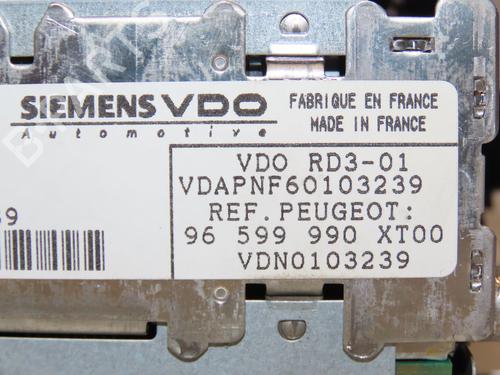 SIEMENS VDO
Automotive
FABRIQUE EN FRANCE
MADE IN FRANCE
VDO RD3-01
VDAPNF60103239
REF. PEUGEOT:
96 599 990 XT00
VDN0103239